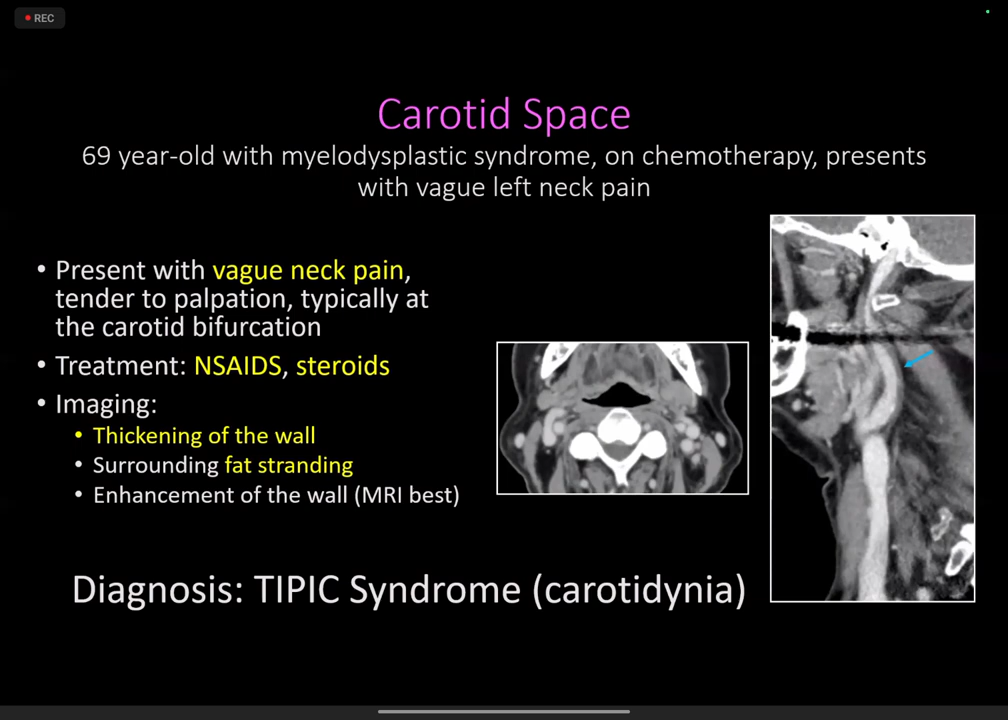 REC
Carotid Space
69 year-old with myelodysplastic syndrome, on chemotherapy, presents
with vague left neck pain
• Present with vague neck pain,
tender to palpation, typically at
the carotid bifurcation
• Treatment: NSAIDS, steroids
• Imaging:
• Thickening of the wall
• Surrounding fat stranding
• Enhancement of the wall (MRI best)
Diagnosis: TIPIC Syndrome (carotidynia)